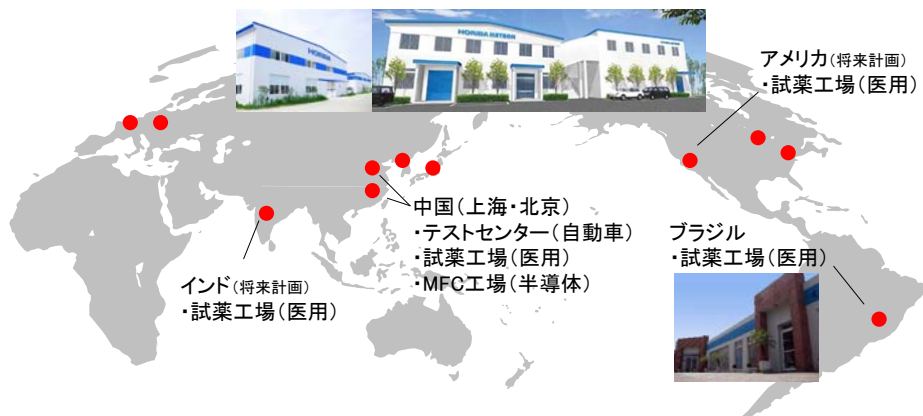 HORIBA
HORIBA METRON
アメリカ(将来計画)
・試薬工場(医用)
中国(上海・北京)
・テストセンター(自動車)
・試薬工場(医用)
・MFC工場(半導体)
ブラジル
・試薬工場(医用)
インド(将来計画)
・試薬工場(医用)